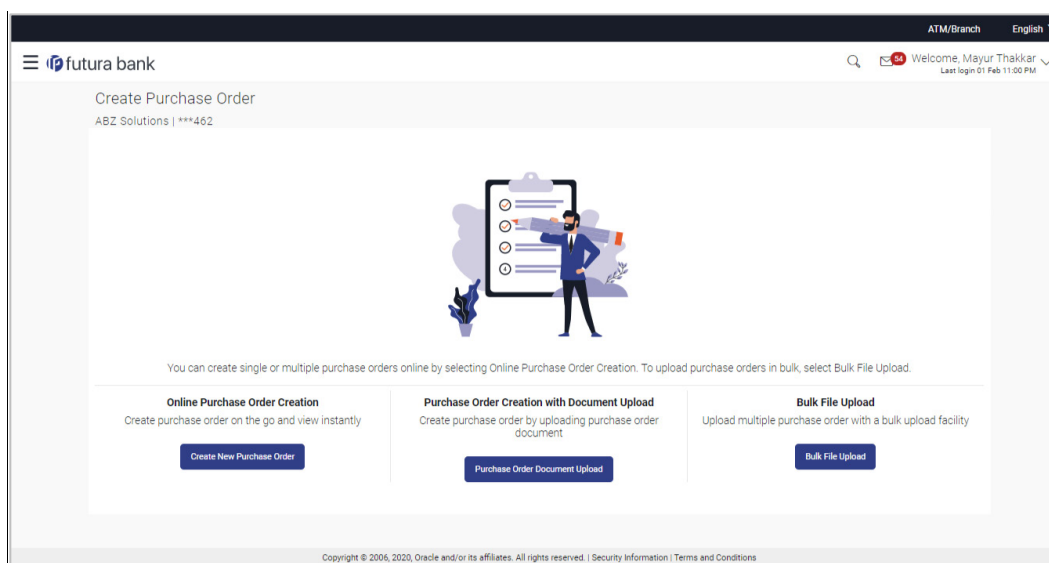 ATM/Branch English
futura bank
54
Welcome, Mayur Thakkar
Last login 01 Feb 11:00 PM
Create Purchase Order
ABZ Solutions | ***462
4
You can create single or multiple purchase orders online by selecting Online Purchase Order Creation. To upload purchase orders in bulk, select Bulk File Upload.
Online Purchase Order Creation
Create purchase order on the go and view instantly
Create New Purchase Order
Purchase Order Creation with Document Upload
Create purchase order by uploading purchase order
document
Purchase Order Document Upload
Bulk File Upload
Upload multiple purchase order with a bulk upload facility
Bulk File Upload
Copyright © 2006, 2020, Oracle and/or its affiliates. All rights reserved. | Security Information | Terms and Conditions